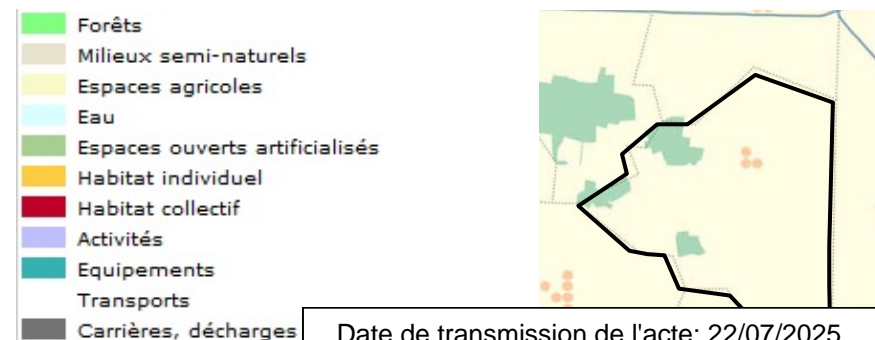 Forêts
Milieux semi-naturels
Espaces agricoles
Eau
Espaces ouverts artificialisés
Habitat individuel
Habitat collectif
Activités
Equipements
Transports
Carrières, décharges
Date de transmission de l'acte: 22/07/2025